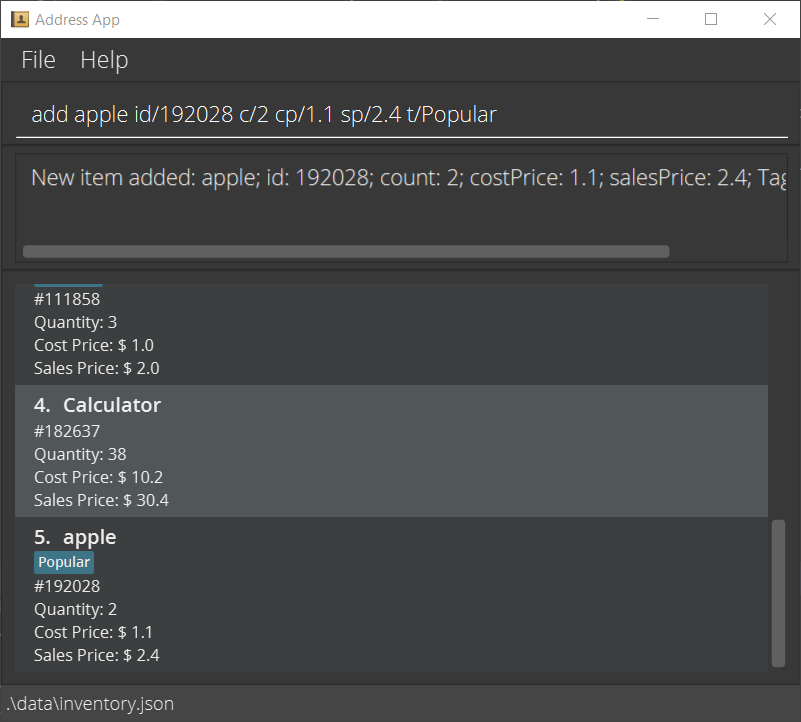 Address App
File Help
add apple id/192028 c/2 cp/1.1 sp/2.4 t/Popular
New item added: apple; id: 192028; count: 2; costPrice: 1.1; salesPrice: 2.4; Tag
#111858
Quantity: 3
Cost Price: $ 1.0
Sales Price: $ 2.0
4. Calculator
#182637
Quantity: 38
Cost Price: $ 10.2
Sales Price: $ 30.4
5. apple
Popular
#192028
Quantity: 2
Cost Price: $ 1.1
Sales Price: $ 2.4
.\data\inventory.json